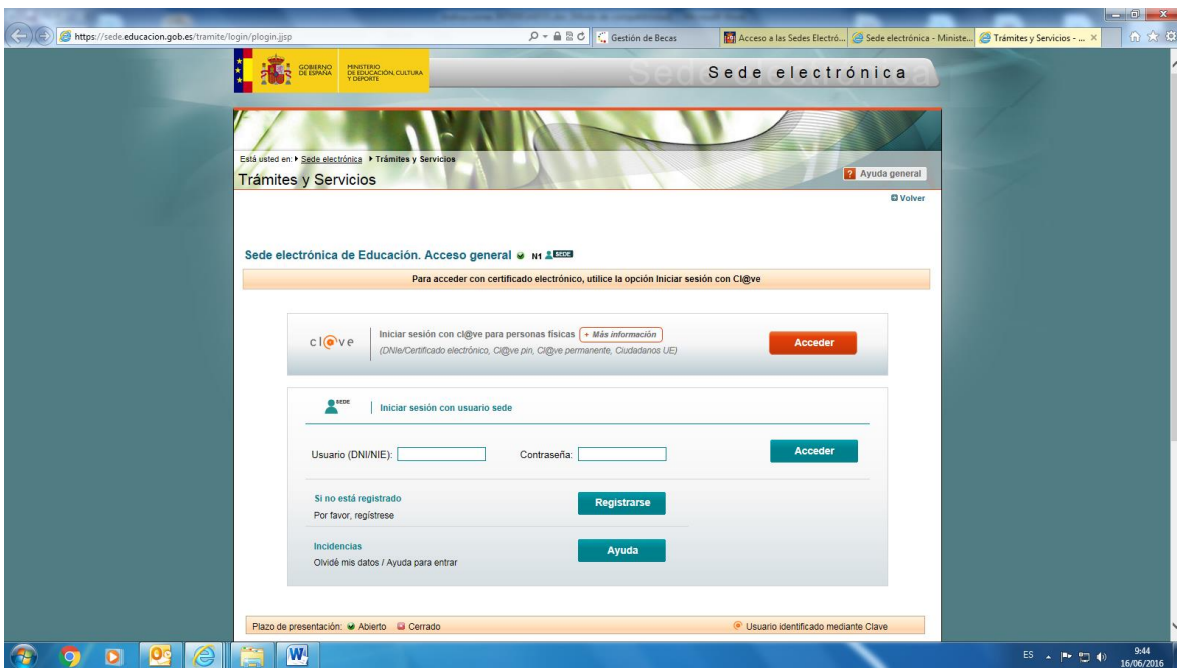 https://sede.educacion.gob.es/tramite/login/plogin.jjsp
Gestión de Becas
Acceso a las Sedes Electró...
Sede electrónica - Ministe...
Trámites y Servicios - ...
GOBIERNO DE ESPAÑA
MINISTERIO DE EDUCACIÓN, CULTURA Y DEPORTE
Sede electrónica
Está usted en: Sede electrónica Trámites y Servicios
Trámites y Servicios
? Ayuda general
Volver
Sede electrónica de Educación. Acceso general N1 SEDE
Para acceder con certificado electrónico, utilice la opción Iniciar sesión con Cl@ve
cl@ve
Iniciar sesión con cl@ve para personas físicas + Más información
(DNIe/Certificado electrónico, Cl@ve pin, Cl@ve permanente, Ciudadanos UE)
Acceder
SEDE
Iniciar sesión con usuario sede
Usuario (DNI/NIE):
Contraseña:
Acceder
Si no está registrado
Por favor, regístrese
Registrarse
Incidencias
Olvidé mis datos / Ayuda para entrar
Ayuda
Plazo de presentación: Abierto Cerrado
Usuario identificado mediante Clave
ES
9:44
16/06/2016